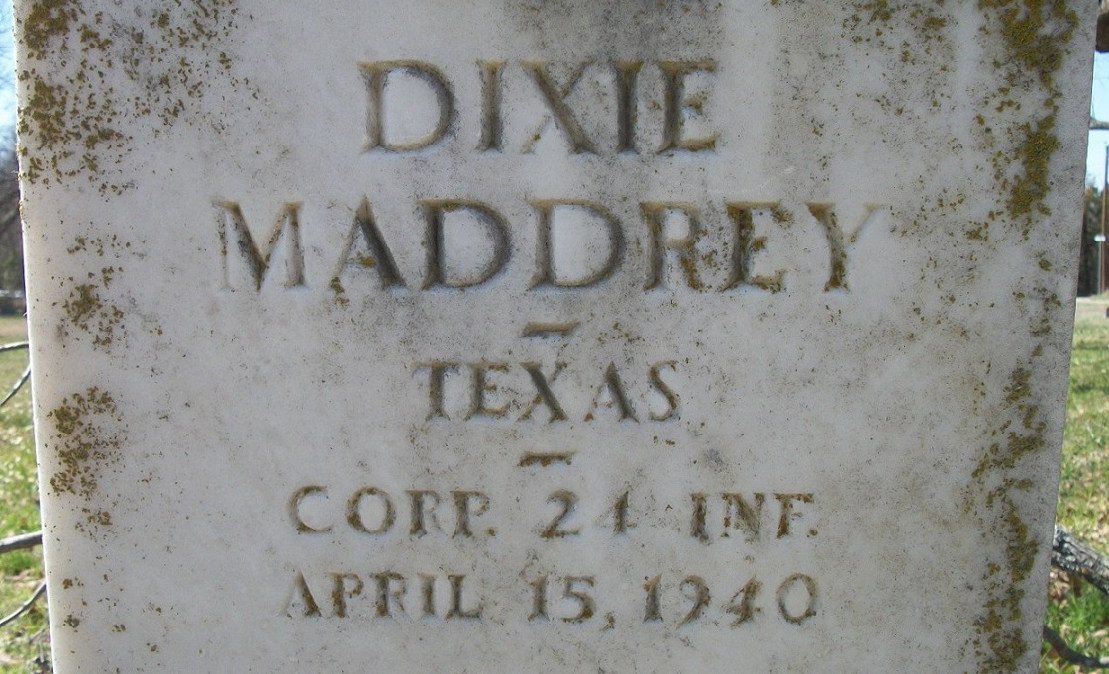 DIXIE
MADDREY
–
TEXAS
–
CORP. 24 INF.
APRIL 15, 1940